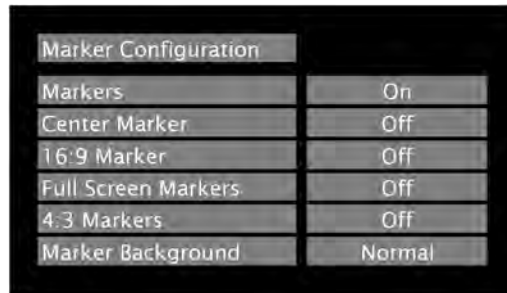 Marker Configuration
Markers On
Center Marker Off
16:9 Marker Off
Full Screen Markers Off
4:3 Markers Off
Marker Background Normal